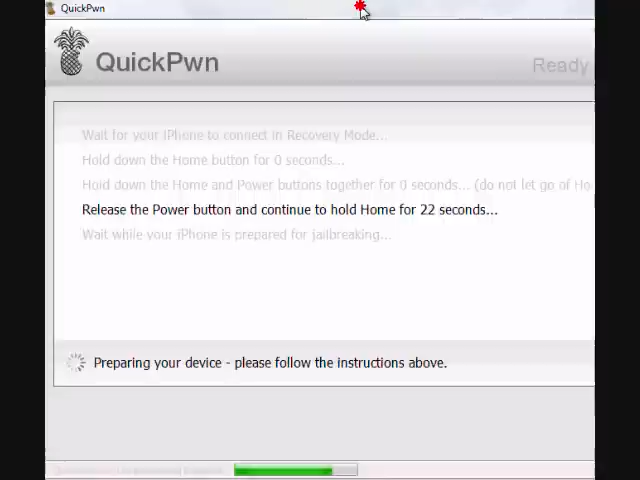 QuickPwn
QuickPwn
Ready
Wait for your iPhone to connect in Recovery Mode...
Hold down the Home button for 0 seconds...
Hold down the Home and Power buttons together for 0 seconds... (do not let go of Ho
Release the Power button and continue to hold Home for 22 seconds...
Wait while your iPhone is prepared for jailbreaking...
Preparing your device - please follow the instructions above.